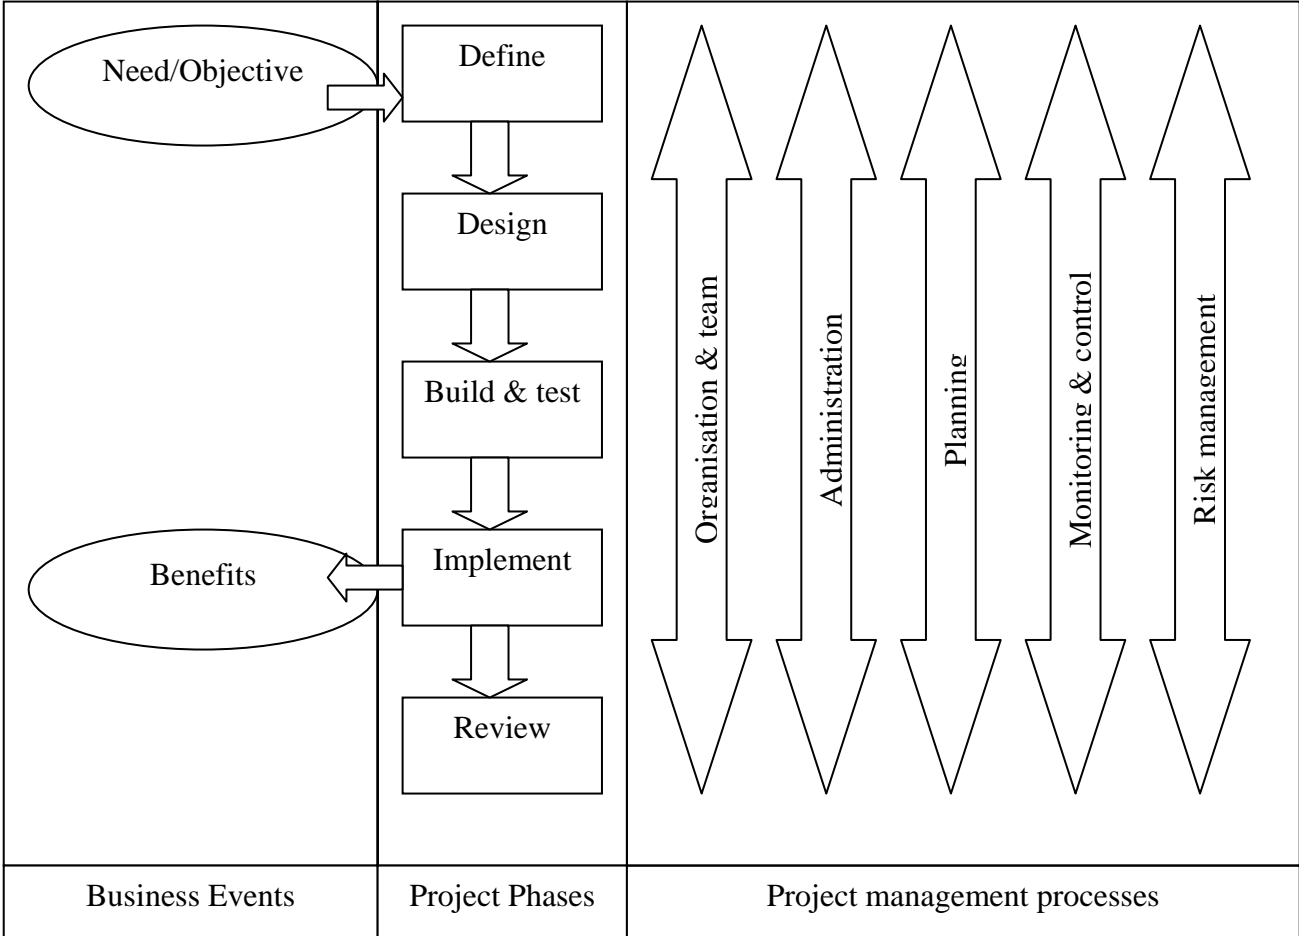 Need/Objective
Define
Design
Build & test
Implement
Benefits
Review
Organisation & team
Administration
Planning
Monitoring & control
Risk management
Business Events
Project Phases
Project management processes